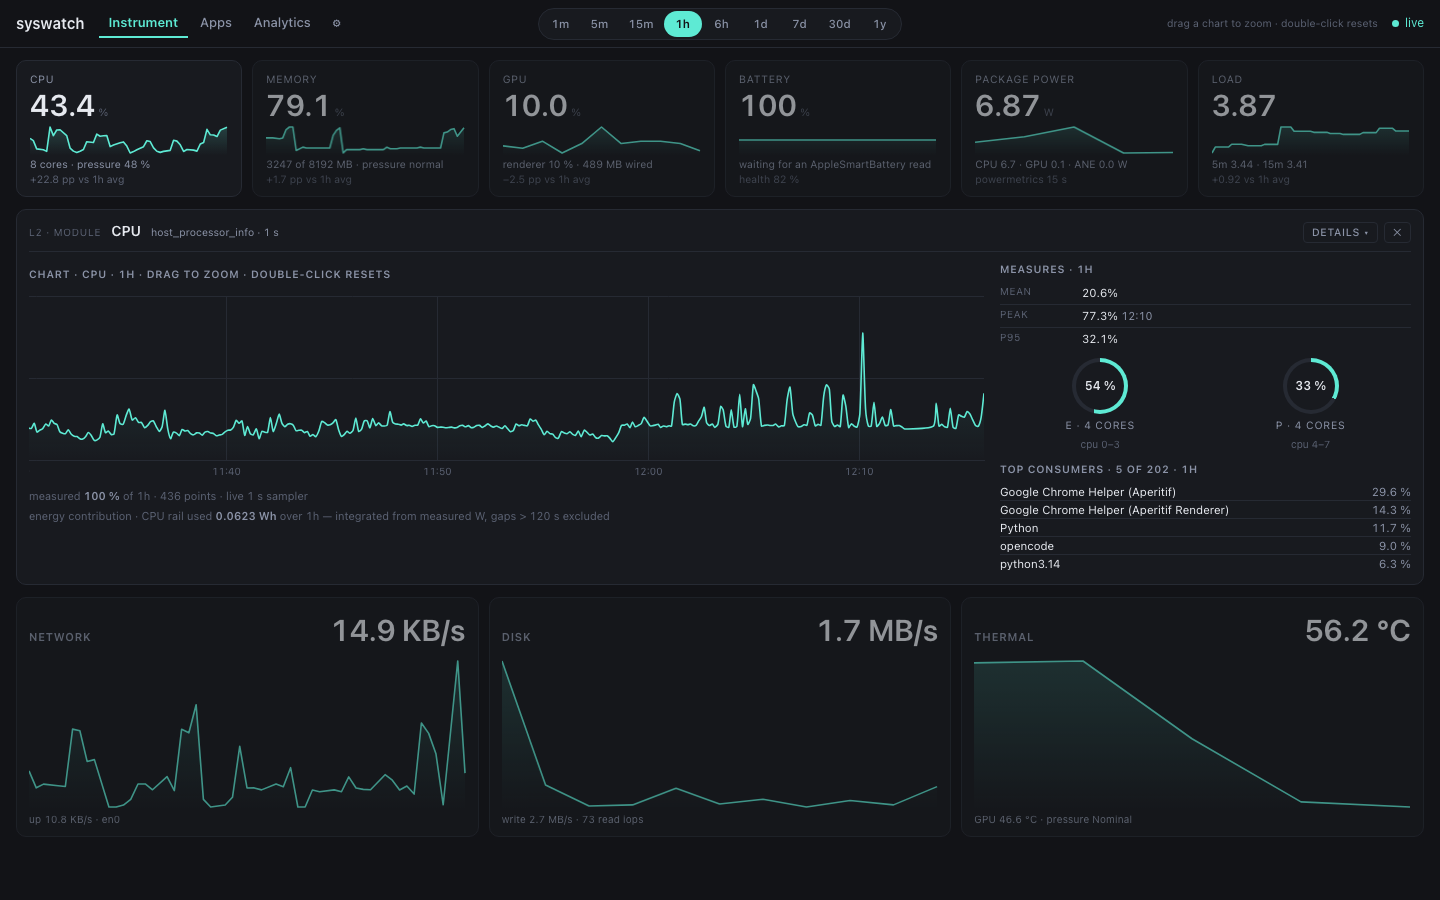 syswatch Instrument Apps Analytics ⚙ 1m 5m 15m 1h 6h 1d 7d 30d 1y drag a chart to zoom · double-click resets ● live
CPU
43.4 %
8 cores · pressure 48 %
+22.8 pp vs 1h avg
MEMORY
79.1 %
3247 of 8192 MB · pressure normal
+1.7 pp vs 1h avg
GPU
10.0 %
renderer 10 % · 489 MB wired
−2.5 pp vs 1h avg
BATTERY
100 %
waiting for an AppleSmartBattery read
health 82 %
PACKAGE POWER
6.87 W
CPU 6.7 · GPU 0.1 · ANE 0.0 W
powermetrics 15 s
LOAD
3.87
5m 3.44 · 15m 3.41
+0.92 vs 1h avg
L2 · MODULE CPU host_processor_info · 1 s DETAILS ▾ ✕
CHART · CPU · 1H · DRAG TO ZOOM · DOUBLE-CLICK RESETS
11:40 11:50 12:00 12:10
measured 100 % of 1h · 436 points · live 1 s sampler
energy contribution · CPU rail used 0.0623 Wh over 1h — integrated from measured W, gaps > 120 s excluded
MEASURES · 1H
MEAN 20.6%
PEAK 77.3% 12:10
P95 32.1%
54 % 33 %
E · 4 CORES P · 4 CORES
cpu 0–3 cpu 4–7
TOP CONSUMERS · 5 OF 202 · 1H
Google Chrome Helper (Aperitif) 29.6 %
Google Chrome Helper (Aperitif Renderer) 14.3 %
Python 11.7 %
opencode 9.0 %
python3.14 6.3 %
NETWORK 14.9 KB/s
up 10.8 KB/s · en0
DISK 1.7 MB/s
write 2.7 MB/s · 73 read iops
THERMAL 56.2 °C
GPU 46.6 °C · pressure Nominal